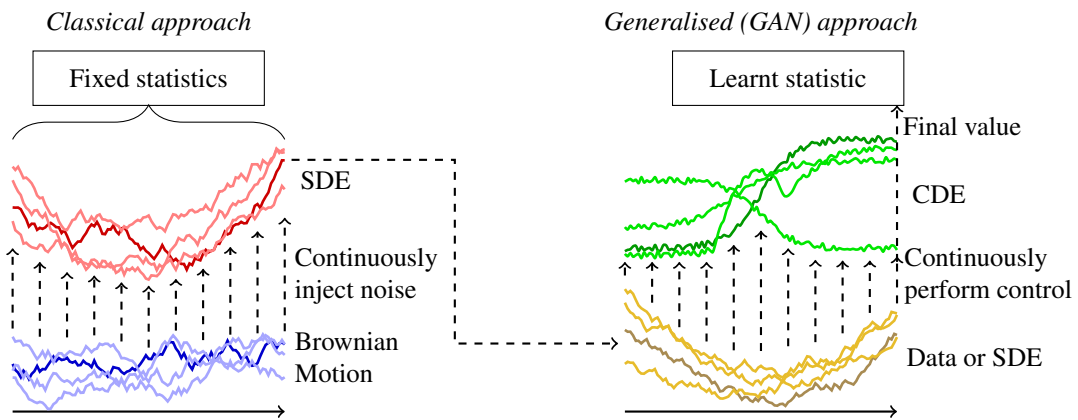 Classical approach
Fixed statistics
SDE
Continuously
inject noise
Brownian
Motion
Generalised (GAN) approach
Learnt statistic
Final value
CDE
Continuously
perform control
Data or SDE